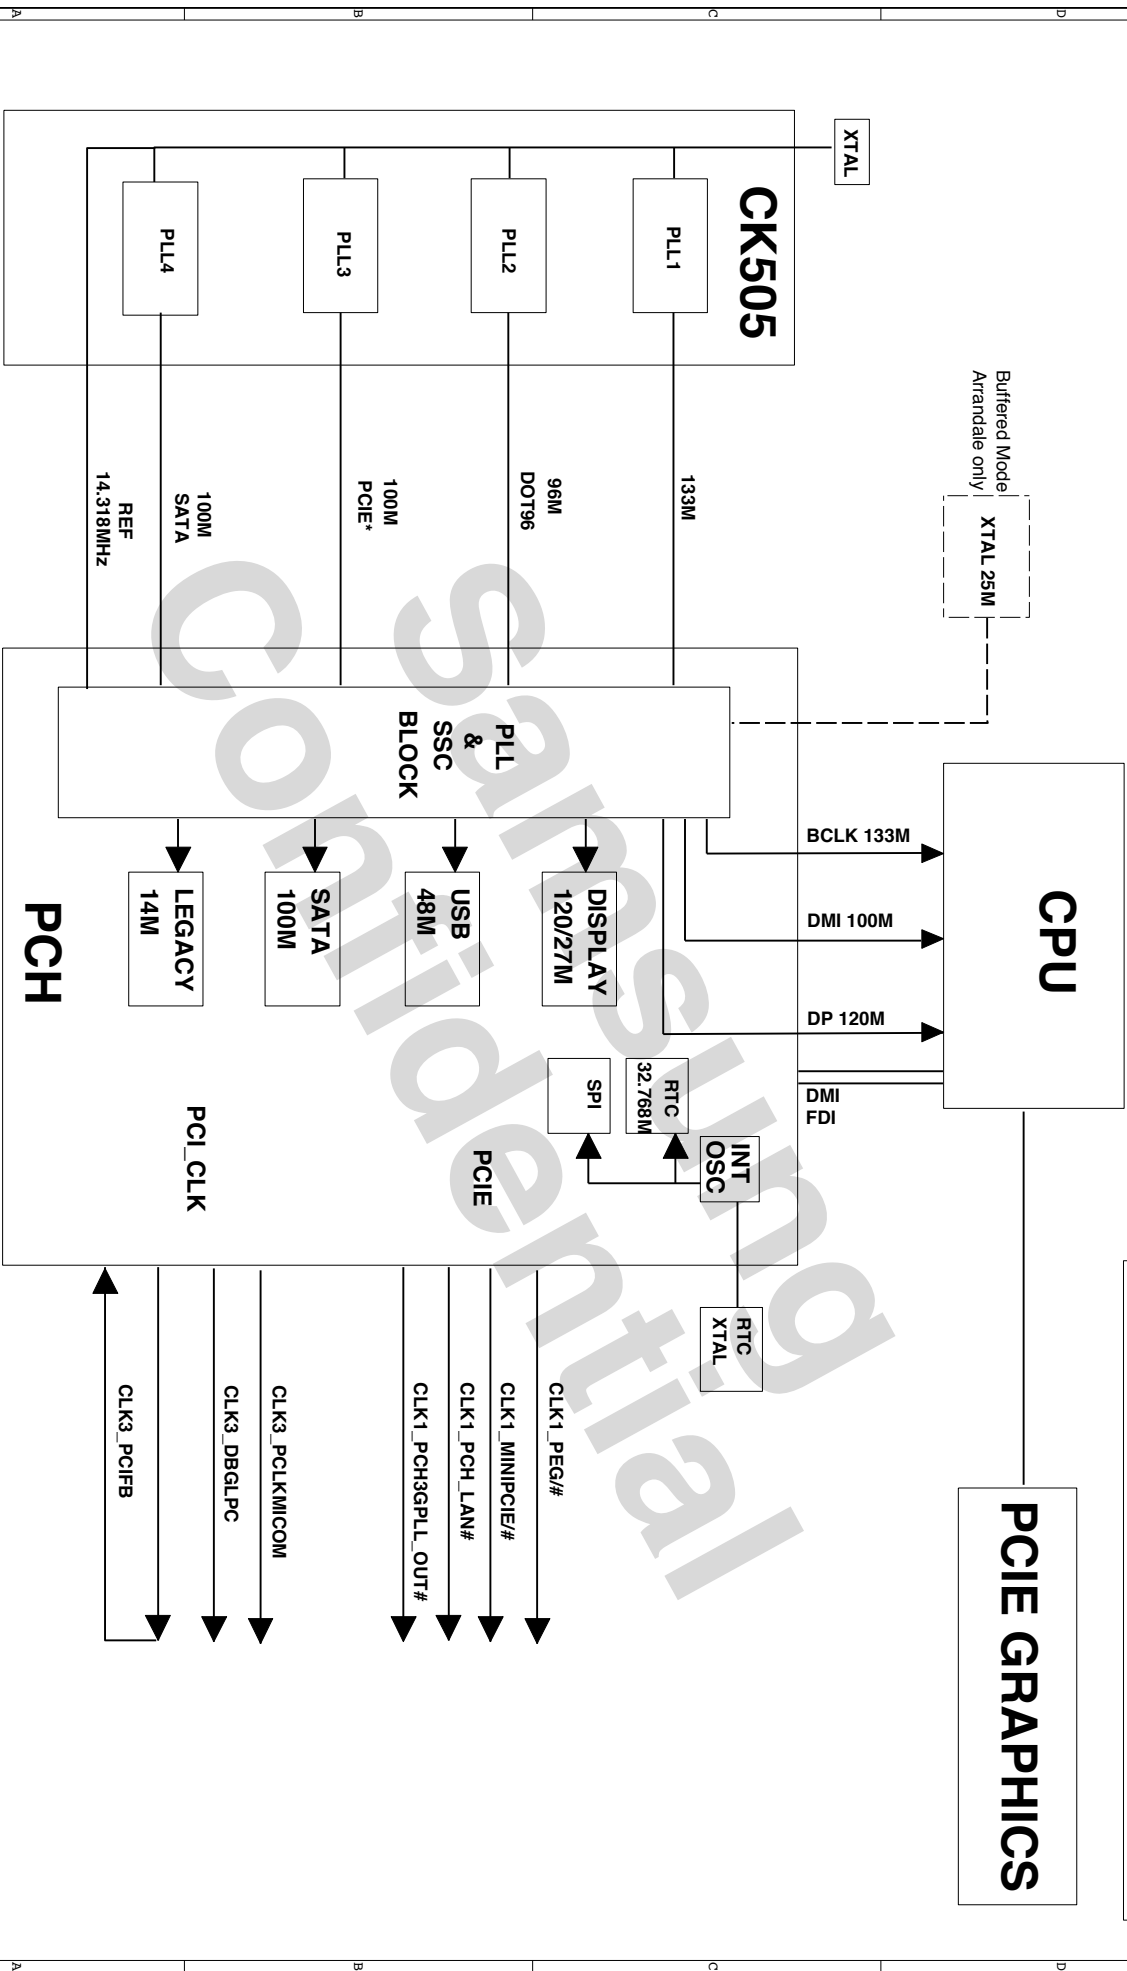 D
C
B
A
CPU
PCIE GRAPHICS
Buffered Mode
Arrandale only
XTAL 25M
BCLK 133M
DMI 100M
DP 120M
DMI
FDI
XTAL
CK505
PLL1
PLL2
PLL3
PLL4
133M
96M
DOT96
100M
PCIE*
100M
SATA
REF
14.318MHz
PLL
&
SSC
BLOCK
DISPLAY
120/27M
USB
48M
SATA
100M
LEGACY
14M
PCH
INT
OSC
RTC
32.768M
SPI
RTC
XTAL
PCIE
PCI_CLK
CLK1_PEG/#
CLK1_MINIPCIE/#
CLK1_PCH_LAN#
CLK1_PCH3GPLL_OUT#
CLK3_PCLKMICOM
CLK3_DBGLPC
CLK3_PCIFB
Samsung
Confidential
D
C
B
A